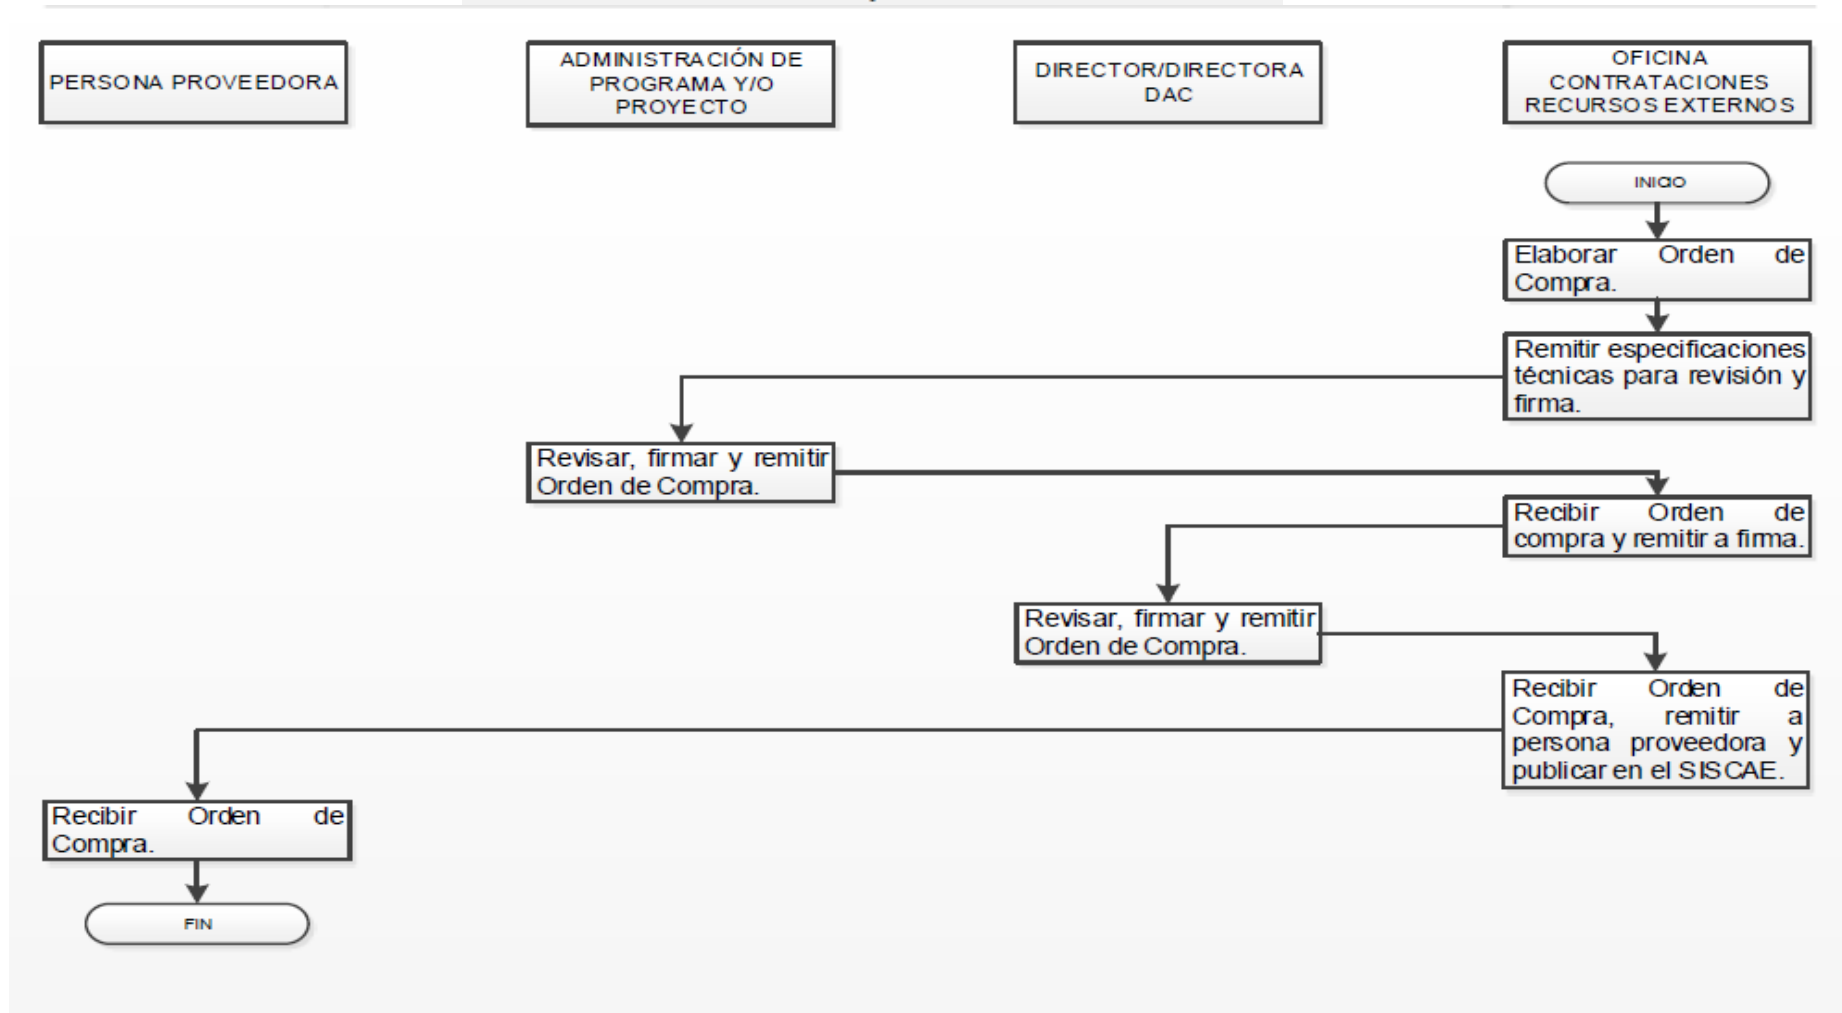 PERSONA PROVEEDORA
ADMINISTRACIÓN DE
PROGRAMA Y/O
PROYECTO
DIRECTOR/DIRECTORA
DAC
OFICINA
CONTRATACIONES
RECURSOS EXTERNOS
INICIO
Elaborar Orden de
Compra.
Remitir especificaciones
técnicas para revisión y
firma.
Revisar, firmar y remitir
Orden de Compra.
Recibir Orden de
compra y remitir a firma.
Revisar, firmar y remitir
Orden de Compra.
Recibir Orden de
Compra, remitir a
persona proveedora y
publicar en el SISCAE.
Recibir Orden de
Compra.
FIN